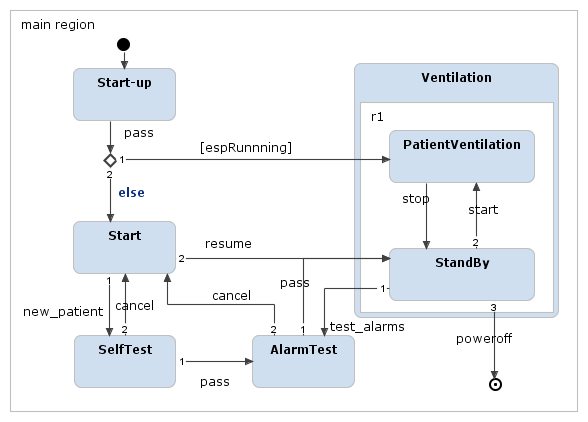 main region
Start-up
Ventilation
r1
pass
[espRunnning]
PatientVentilation
1
2
else
stop
start
Start
resume
2
2
StandBy
1
cancel
pass
1
new_patient
cancel
test_alarms
3
2
2
1
poweroff
SelfTest
AlarmTest
1
pass